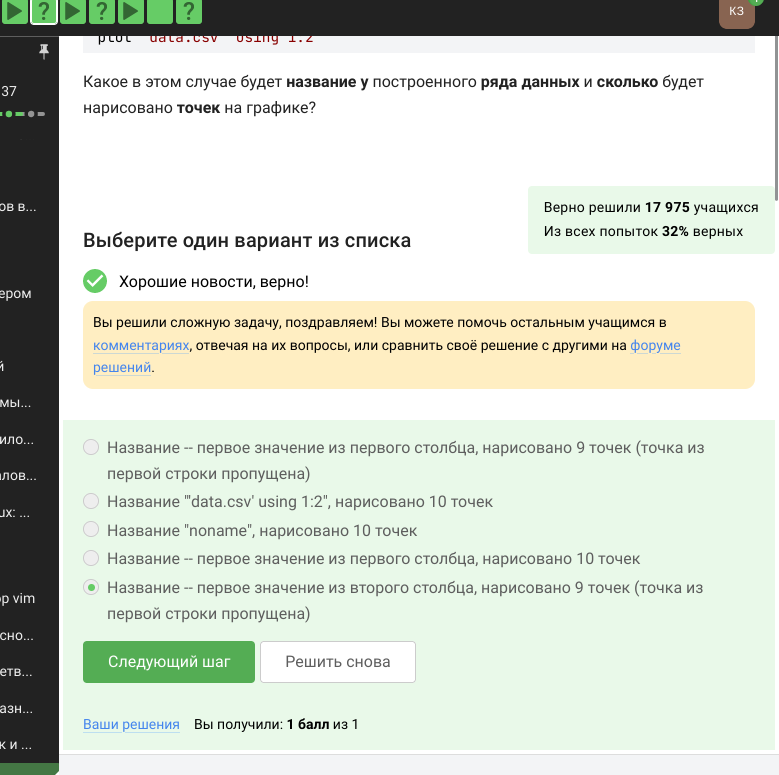 ? ? ?
КЗ
plot "data.csv" using 1:2
Какое в этом случае будет название у построенного ряда данных и сколько будет
нарисовано точек на графике?
37
Верно решили 17 975 учащихся
Из всех попыток 32% верных
Выберите один вариант из списка
Хорошие новости, верно!
Вы решили сложную задачу, поздравляем! Вы можете помочь остальным учащимся в
комментариях, отвечая на их вопросы, или сравнить своё решение с другими на форуме
решений.
Название -- первое значение из первого столбца, нарисовано 9 точек (точка из
первой строки пропущена)
Название "'data.csv' using 1:2", нарисовано 10 точек
Название "noname", нарисовано 10 точек
Название -- первое значение из первого столбца, нарисовано 10 точек
Название -- первое значение из второго столбца, нарисовано 9 точек (точка из
первой строки пропущена)
Следующий шаг Решить снова
Ваши решения Вы получили: 1 балл из 1
ов в...
ером
й
мы...
ило...
алов...
ux: ...
ор vim
сно...
етв...
азн...
к и ...